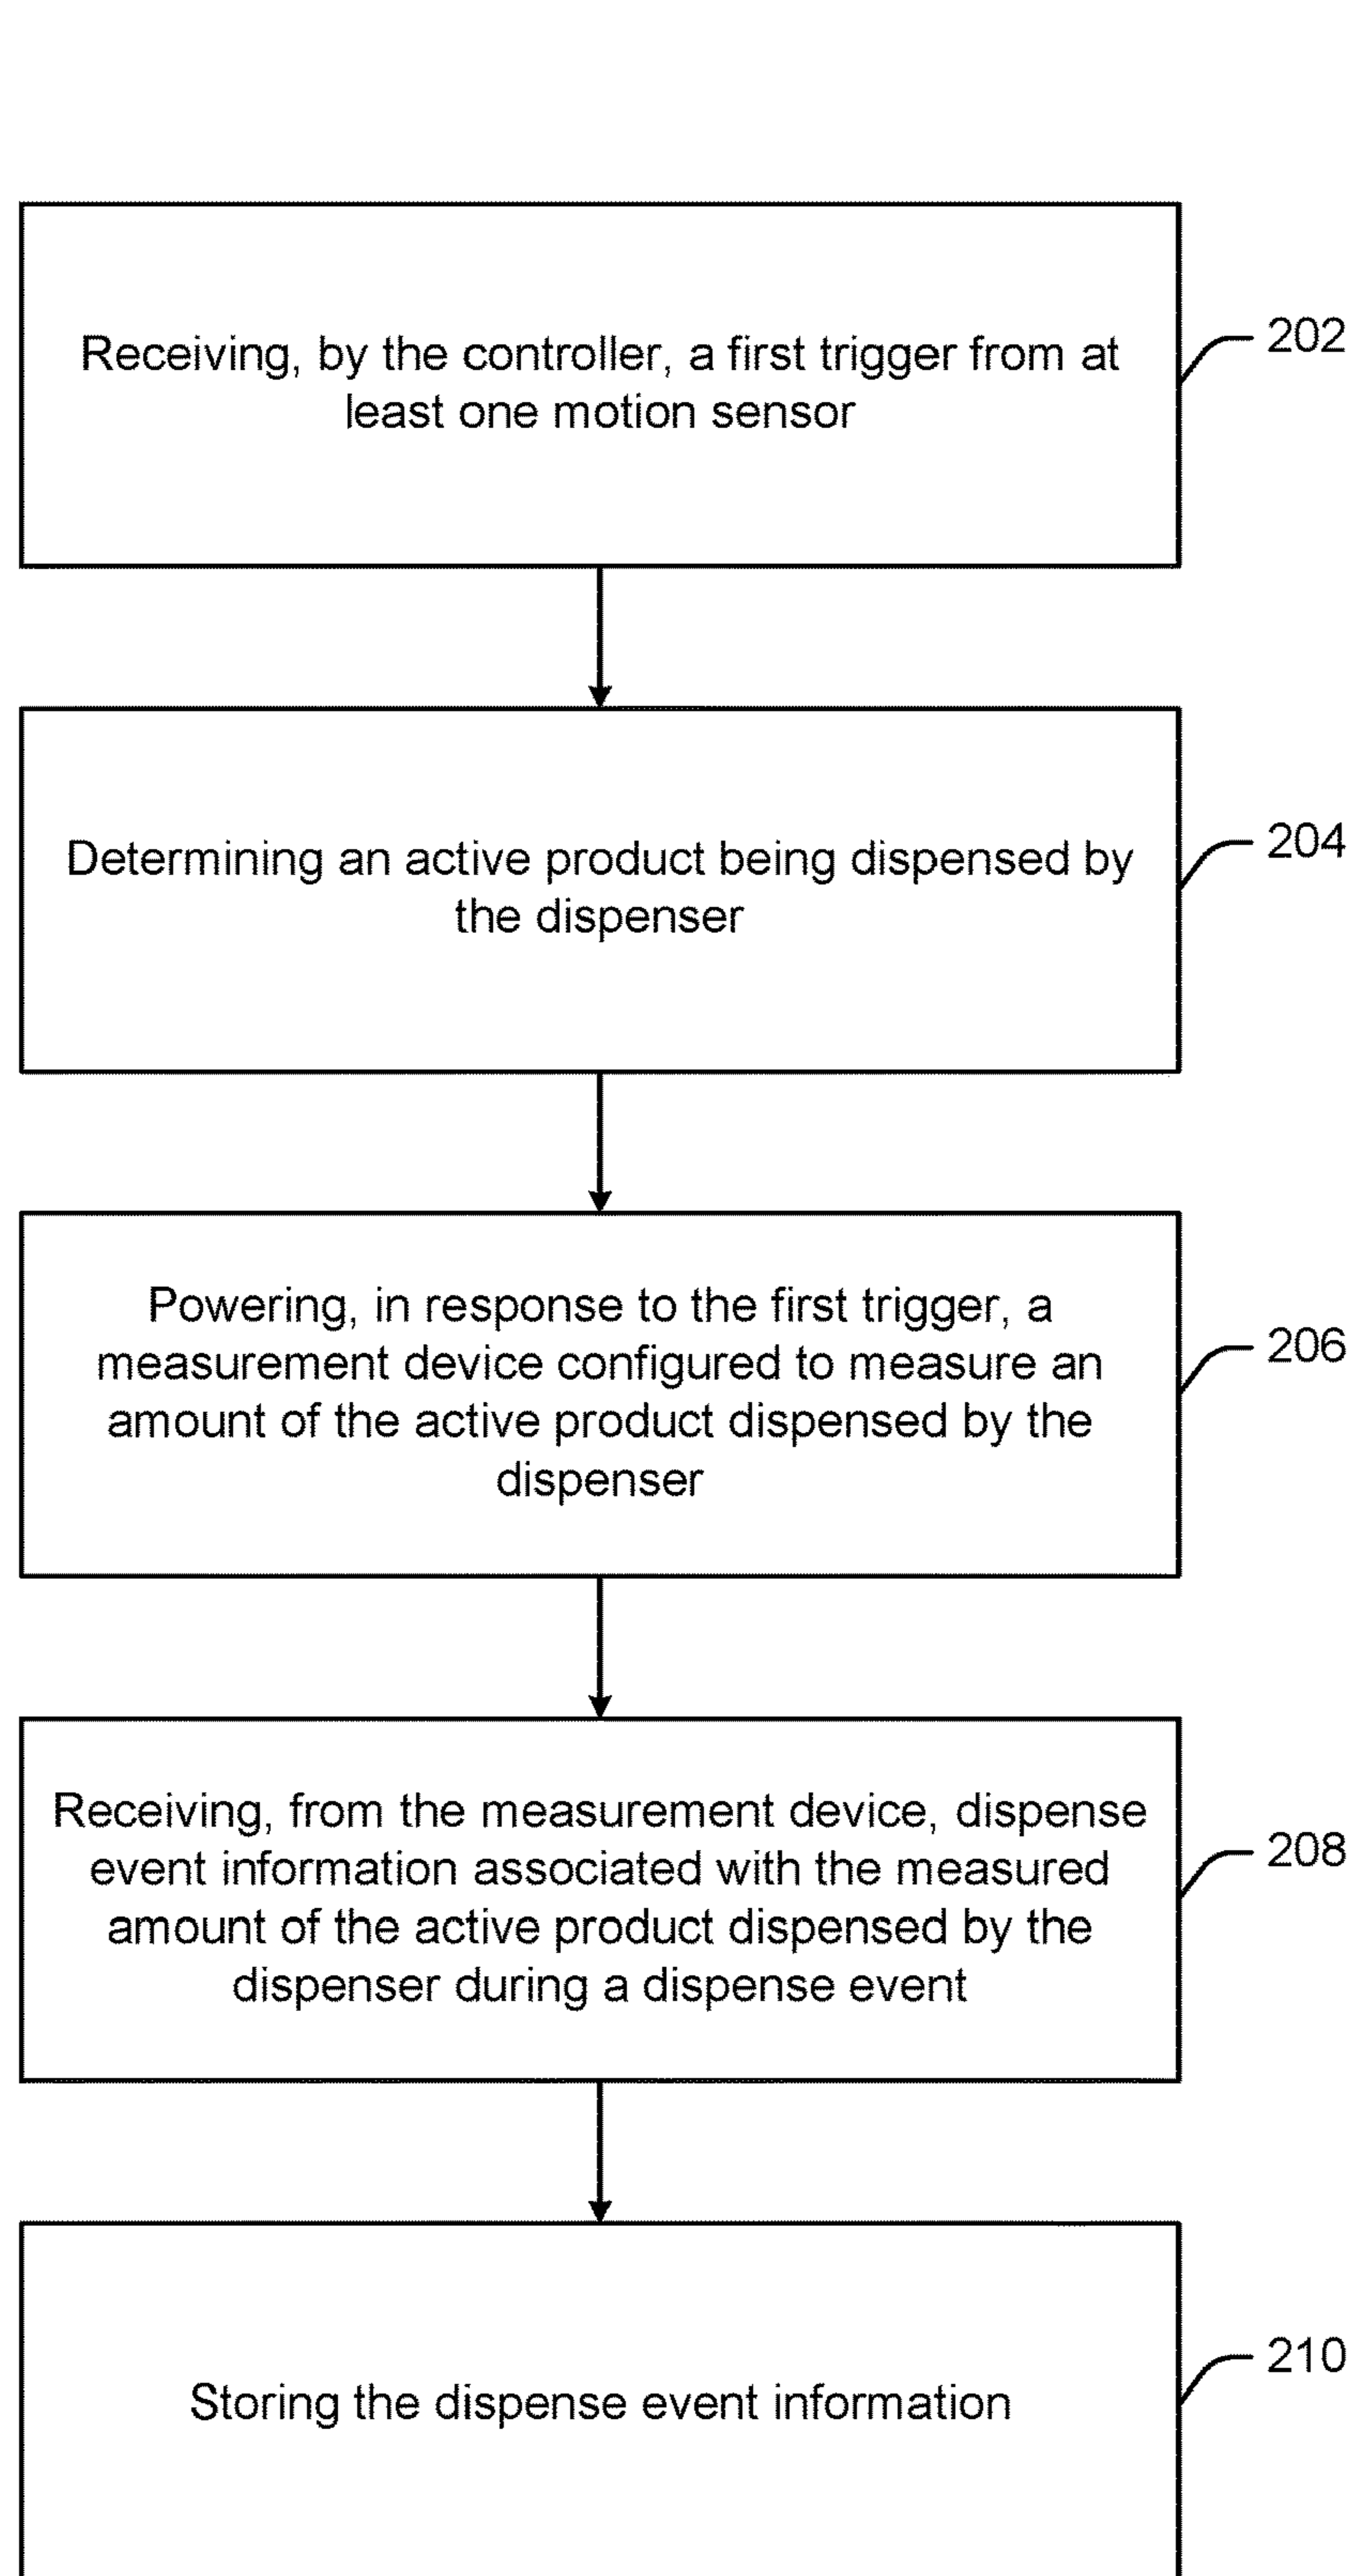 Receiving, by the controller, a first trigger from at
least one motion sensor
202
Determining an active product being dispensed by
the dispenser
204
Powering, in response to the first trigger, a
measurement device configured to measure an
amount of the active product dispensed by the
dispenser
206
Receiving, from the measurement device, dispense
event information associated with the measured
amount of the active product dispensed by the
dispenser during a dispense event
208
Storing the dispense event information
210